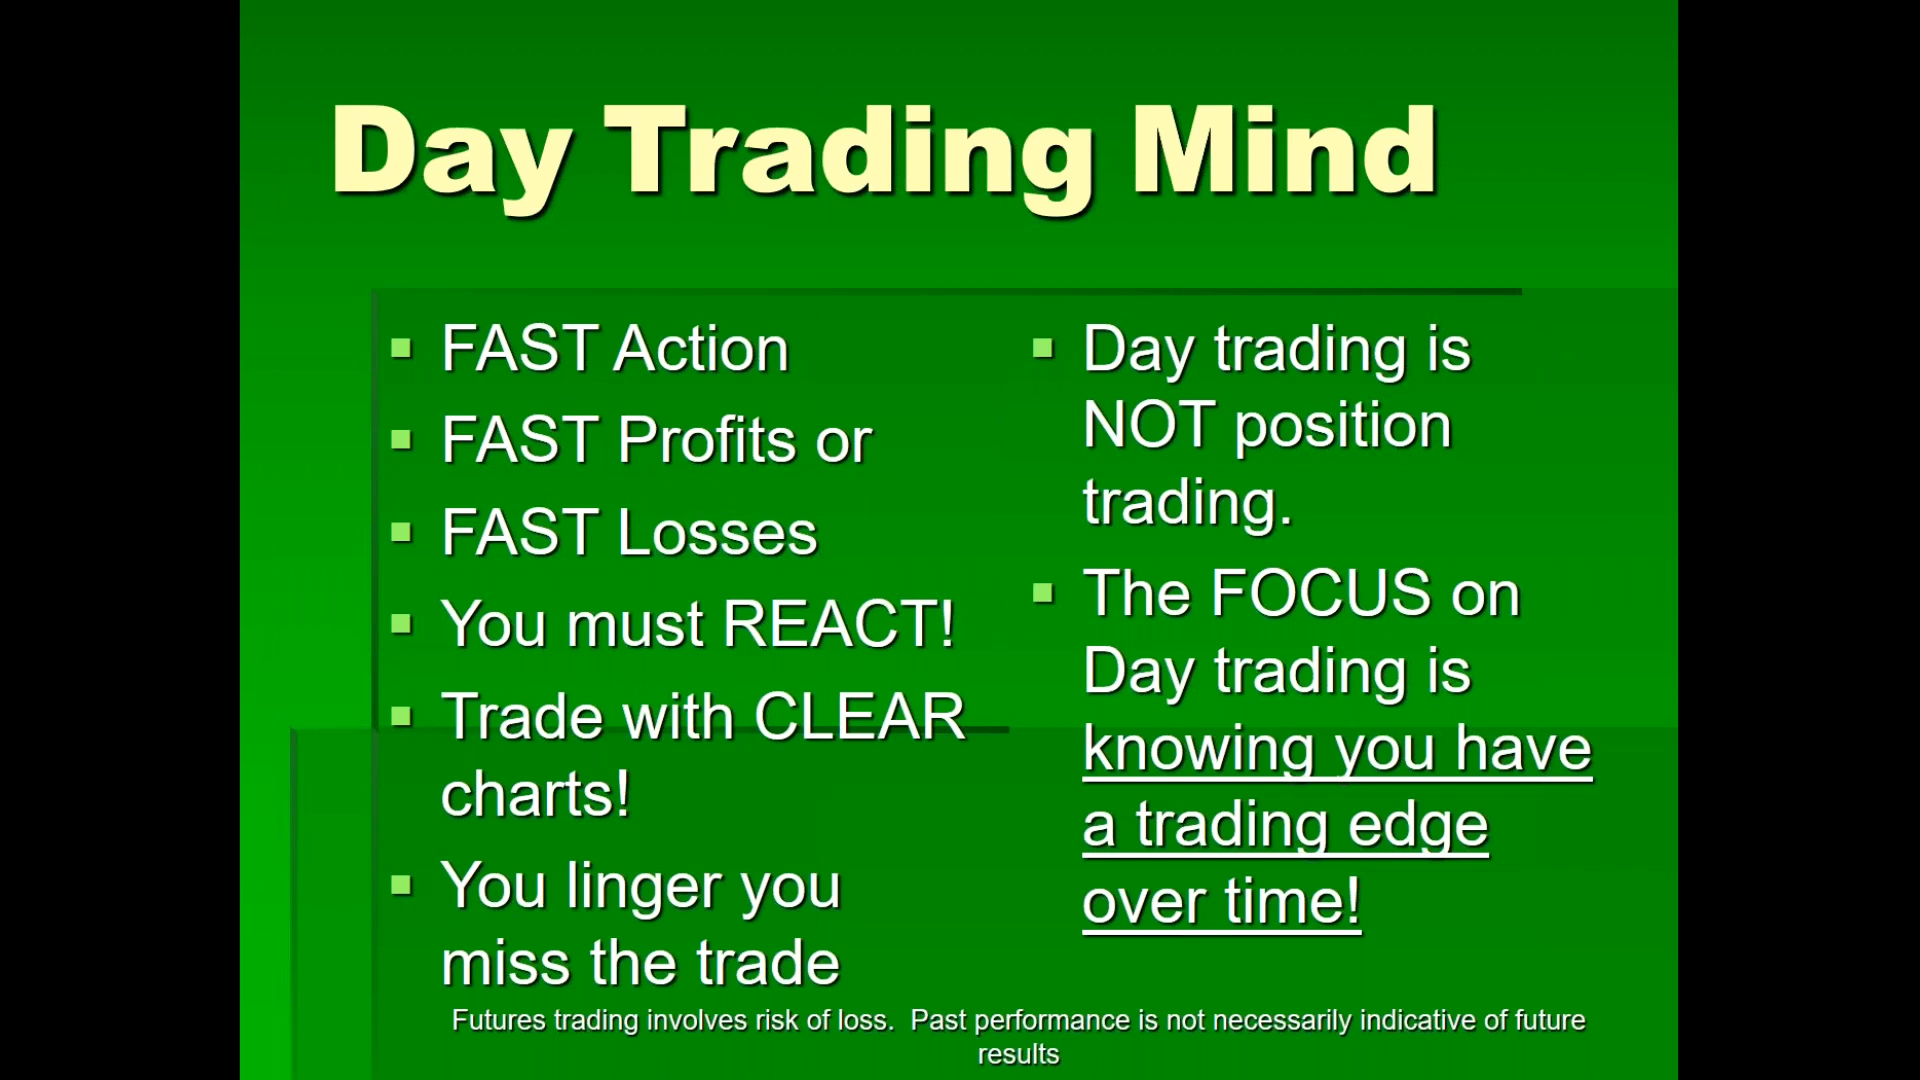 Day Trading Mind
FAST Action
FAST Profits or
FAST Losses
You must REACT!
Trade with CLEAR
charts!
You linger you
miss the trade
Day trading is
NOT position
trading.
The FOCUS on
Day trading is
knowing you have
a trading edge
over time!
Futures trading involves risk of loss.  Past performance is not necessarily indicative of future
results